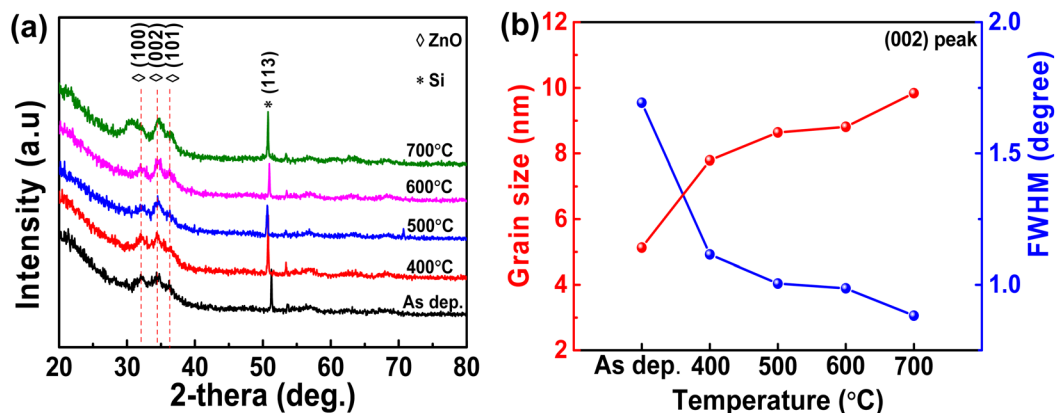 (a)
Intensity (a.u)
◊ (100)
◊ (002)
◊ (101)
◊ ZnO
* Si
* (113)
700°C
600°C
500°C
400°C
As dep.
20 30 40 50 60 70 80
2-thera (deg.)
(b)
(002) peak
Grain size (nm)
12
10
8
6
4
2
FWHM (degree)
2.0
1.5
1.0
As dep. 400 500 600 700
Temperature (°C)